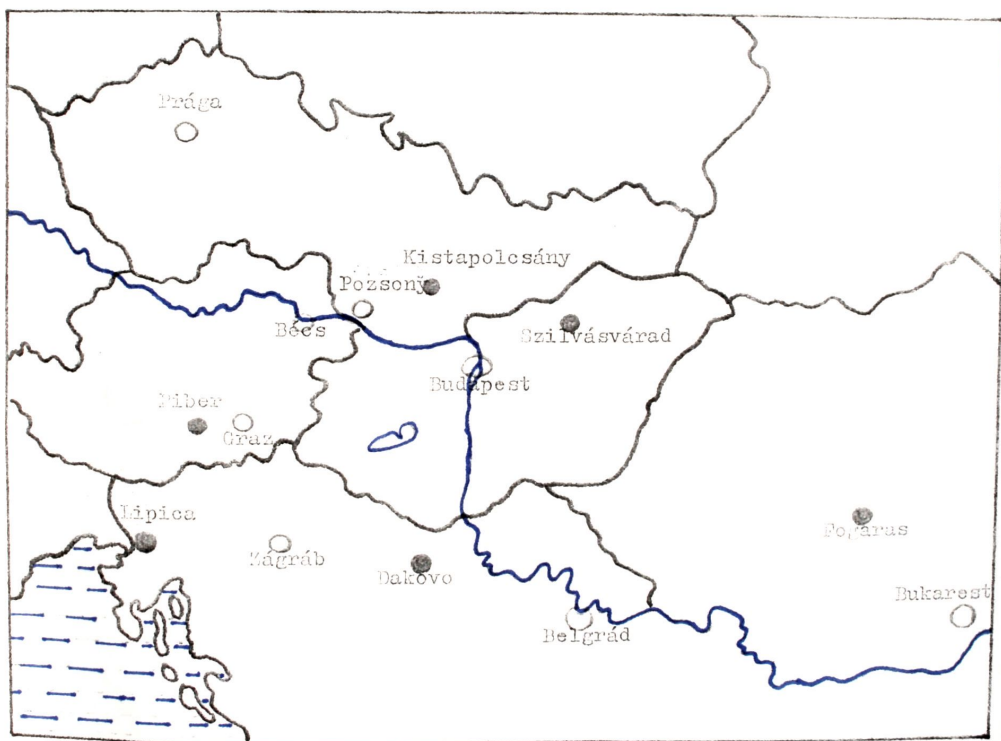 Prága
Kistapolcsány
Pozsony
Bécs
Szilvásvárad
Budapest
Piber
Graz
Lipica
Zágráb
Dakovo
Fogaras
Belgrád
Bukarest